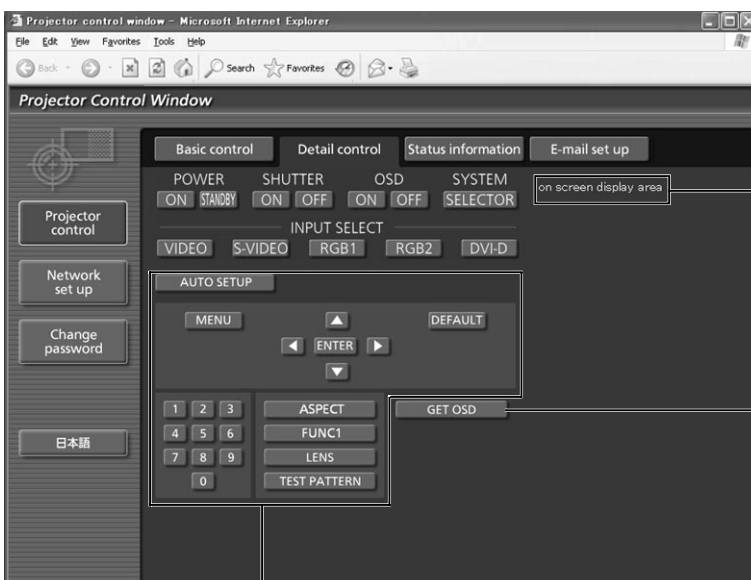 Projector control window - Microsoft Internet Explorer
File Edit View Favorites Tools Help
Back Search Favorites
Projector Control Window
Basic control Detail control Status information E-mail set up
POWER SHUTTER OSD SYSTEM
ON STANDBY ON OFF ON OFF SELECTOR
on screen display area
INPUT SELECT
VIDEO S-VIDEO RGB1 RGB2 DVI-D
Projector
control
Network
set up
Change
password
日本語
AUTO SETUP
MENU DEFAULT
ENTER
1 2 3
4 5 6
7 8 9
0
ASPECT
FUNC1
LENS
TEST PATTERN
GET OSD